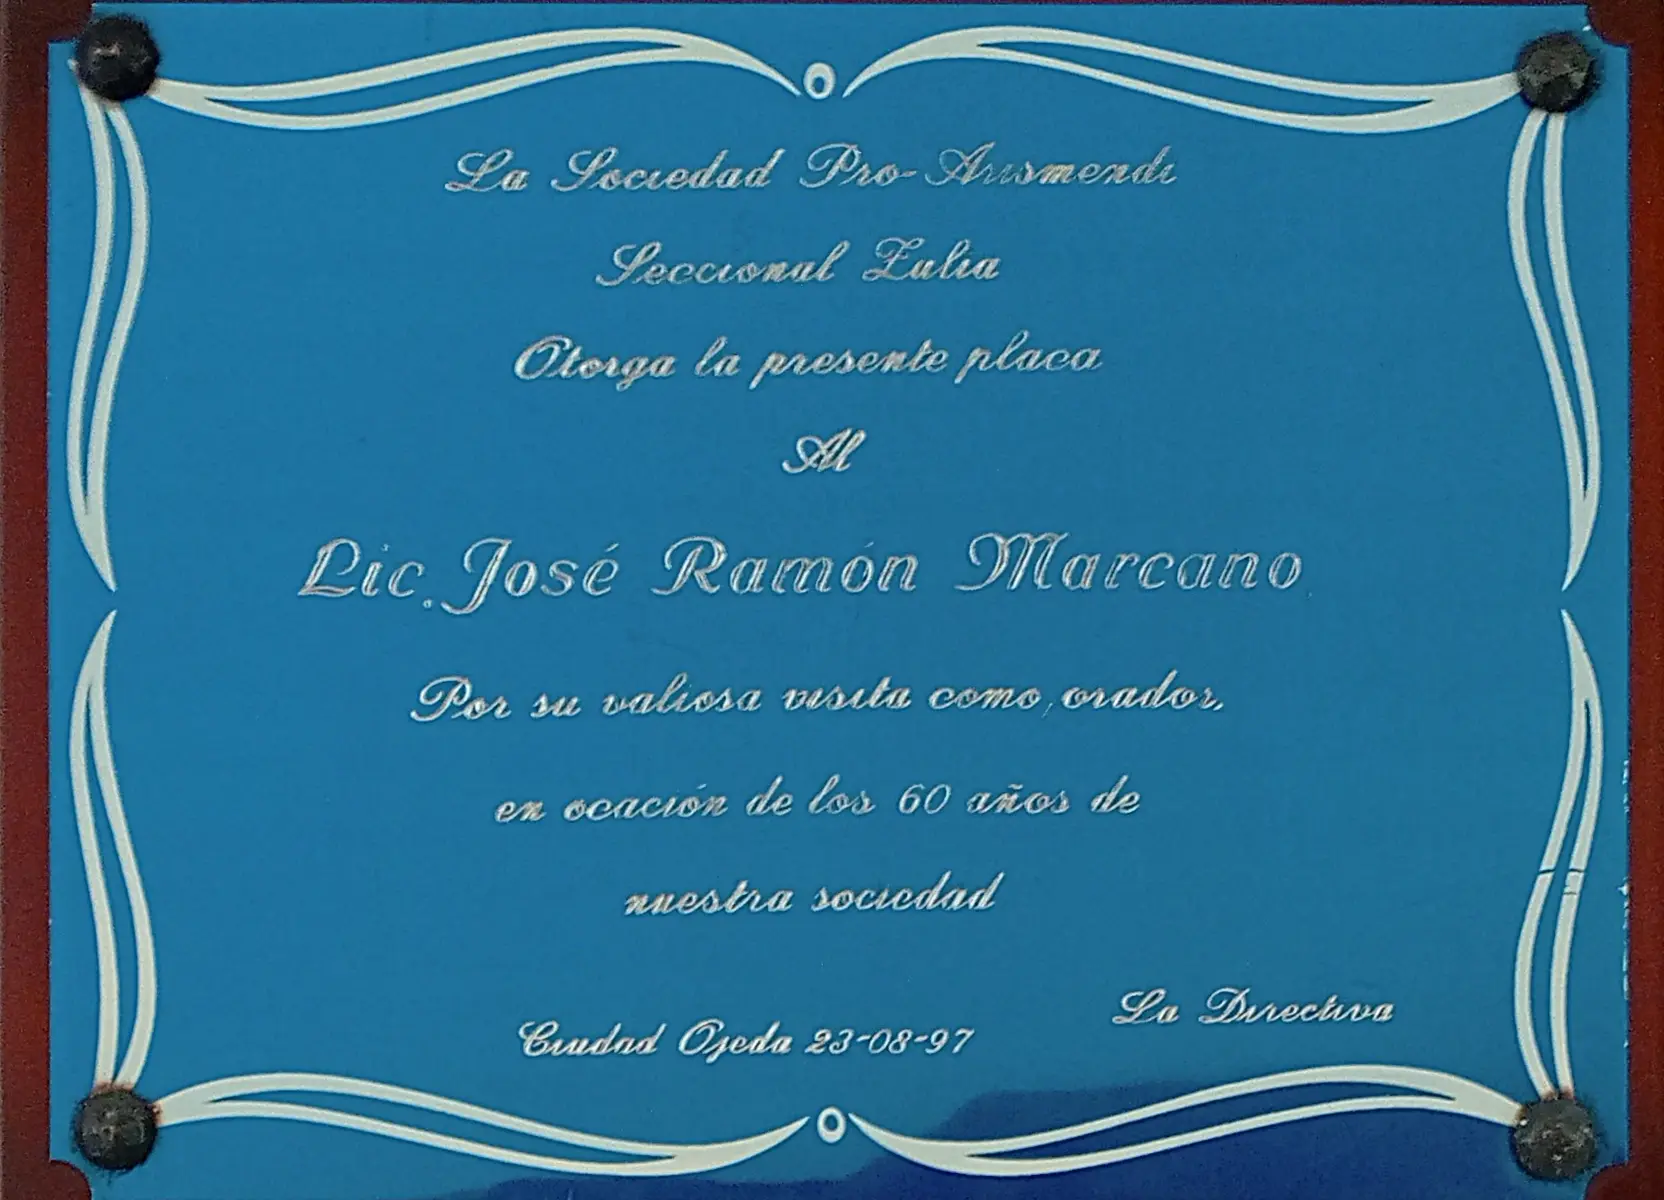 La Sociedad Pro-Arismendi
Seccional Zulia
Otorga la presente placa
Al
Lic. José Ramón Marcano
Por su valiosa visita como, orador,
en ocación de los 60 años de
nuestra sociedad
La Directiva
Ciudad Ojeda 23-08-97